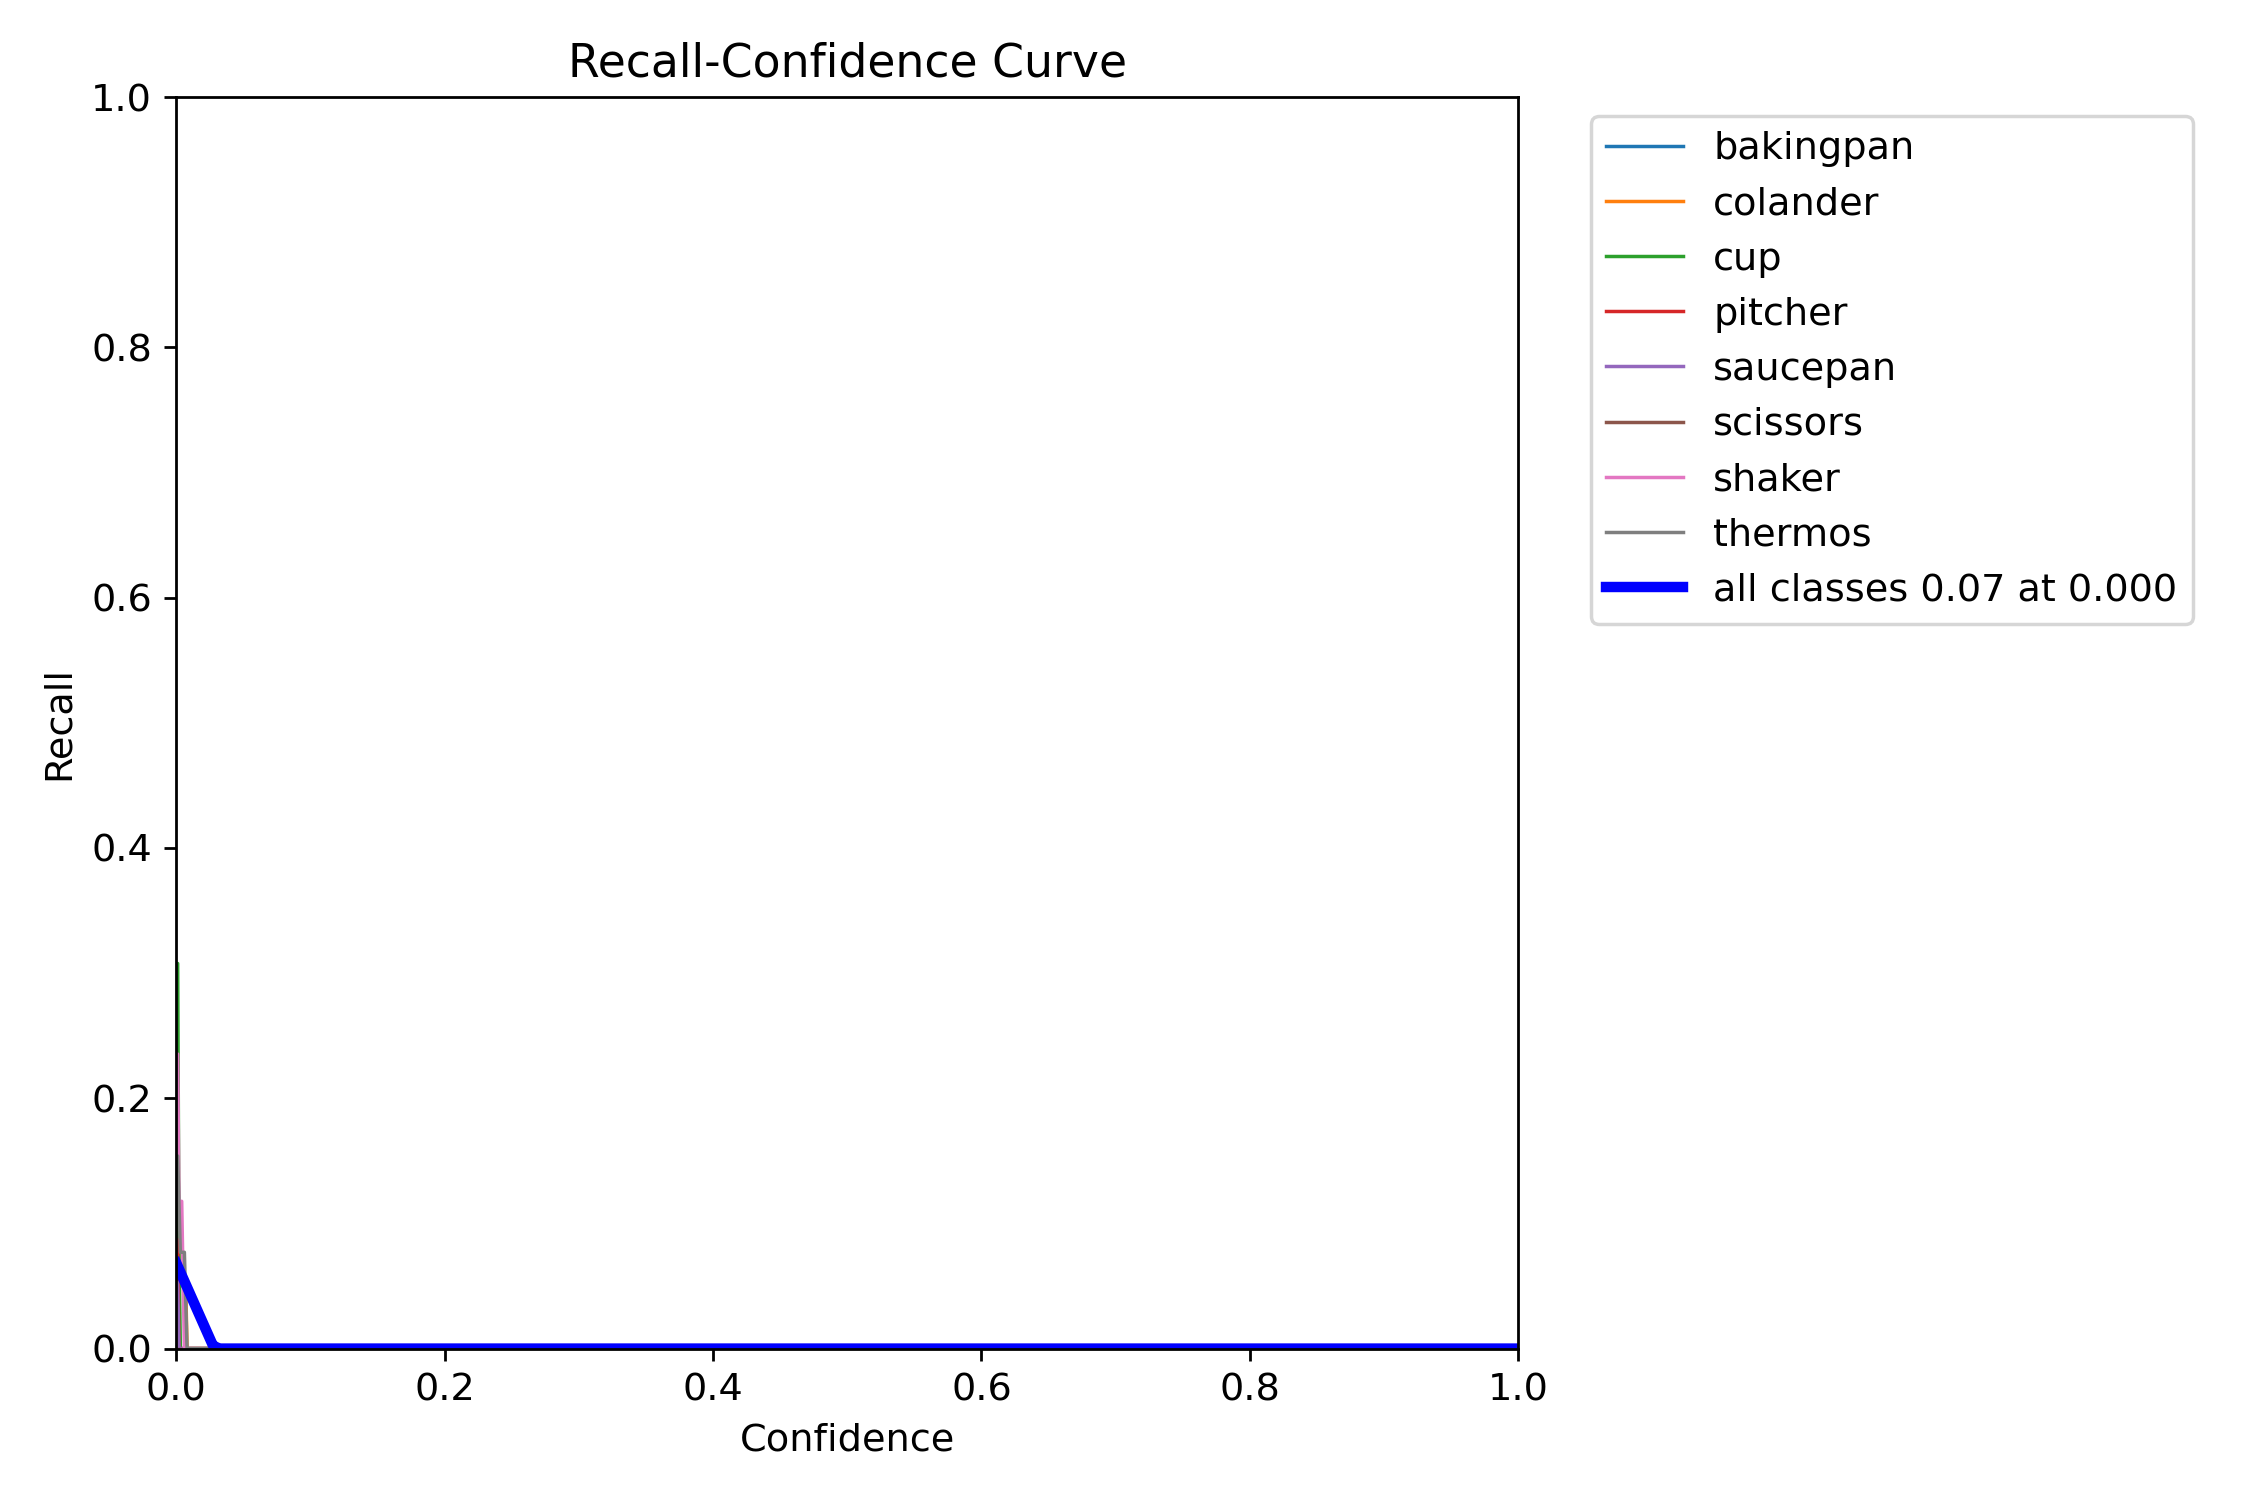 Recall-Confidence Curve
1.0
0.8
0.6
0.4
0.2
0.0
Recall
0.0 0.2 0.4 0.6 0.8 1.0
Confidence
bakingpan
colander
cup
pitcher
saucepan
scissors
shaker
thermos
all classes 0.07 at 0.000